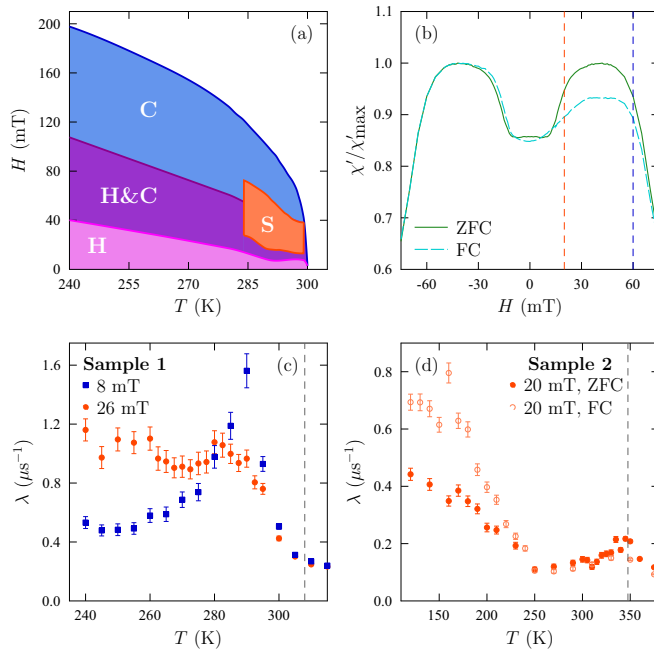 (a)
C
H&C
S
H
200
160
120
80
40
0
H (mT)
240
255
270
285
300
T (K)
(b)
ZFC
FC
1.1
1.0
0.9
0.8
0.7
0.6
χ′/χ′max
-60
-30
0
30
60
H (mT)
Sample 1
(c)
8 mT
26 mT
1.6
1.2
0.8
0.4
0.0
λ (μs⁻¹)
240
260
280
300
T (K)
(d)
Sample 2
20 mT, ZFC
20 mT, FC
1.0
0.8
0.6
0.4
0.2
0.0
λ (μs⁻¹)
150
200
250
300
350
T (K)